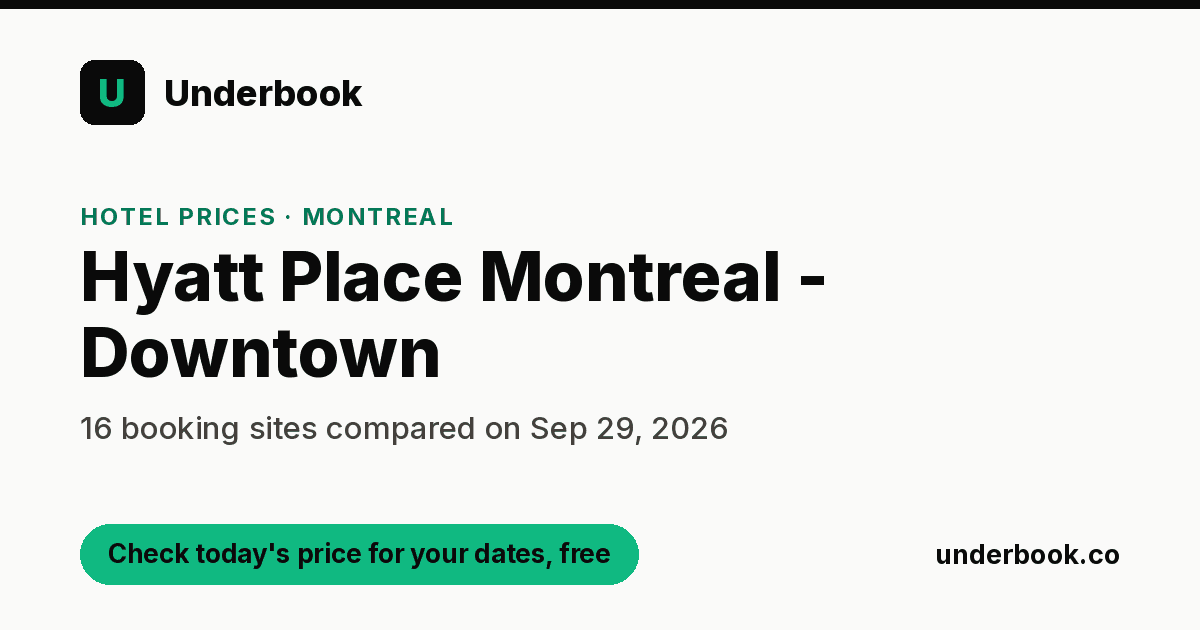 U Underbook
HOTEL PRICES · MONTREAL
Hyatt Place Montreal -
Downtown
16 booking sites compared on Sep 29, 2026
Check today's price for your dates, free
underbook.co